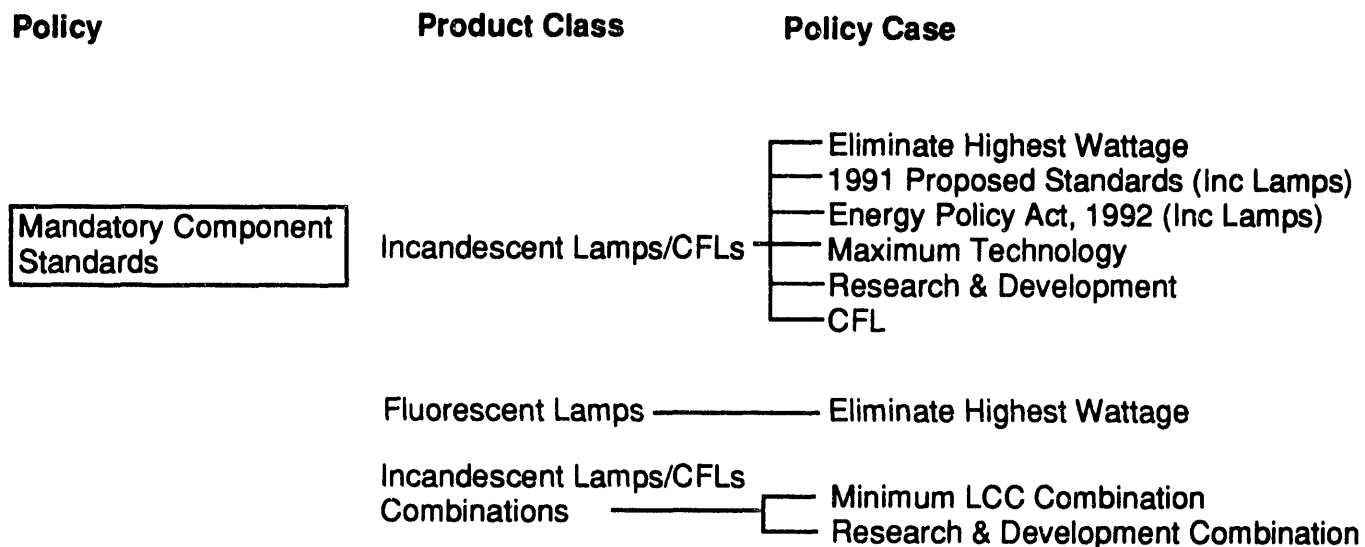 Policy Product Class Policy Case
Eliminate Highest Wattage
1991 Proposed Standards (Inc Lamps)
Mandatory Component
Standards
Incandescent Lamps/CFLs
Energy Policy Act, 1992 (Inc Lamps)
Maximum Technology
Research & Development
CFL
Fluorescent Lamps Eliminate Highest Wattage
Incandescent Lamps/CFLs
Combinations
Minimum LCC Combination
Research & Development Combination